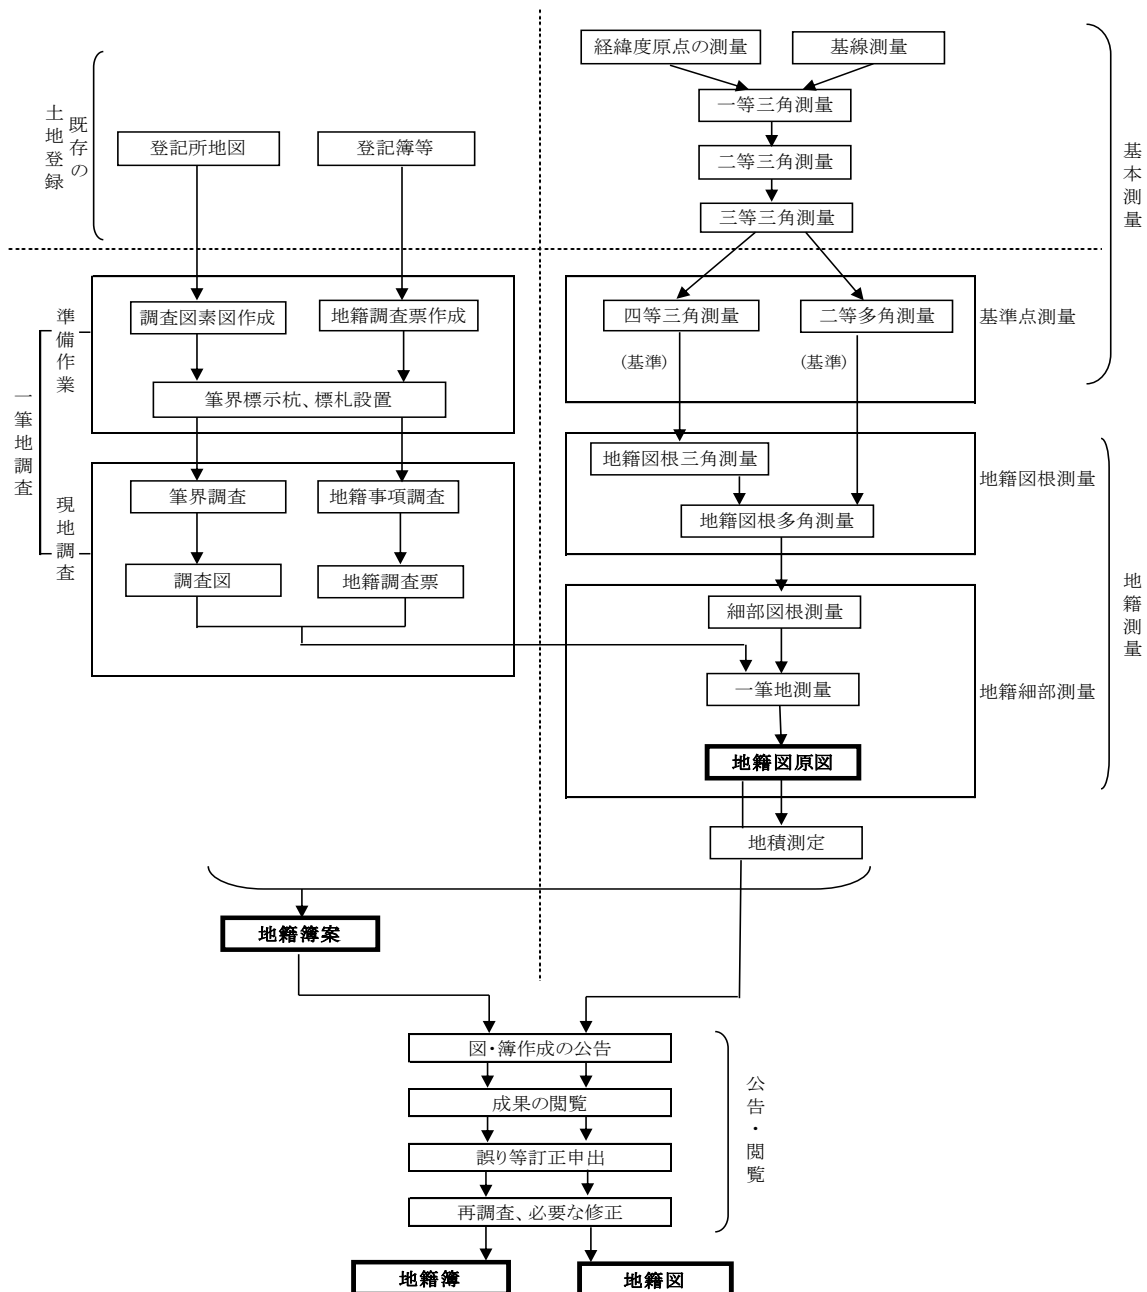 経緯度原点の測量
基線測量
一等三角測量
二等三角測量
三等三角測量
基本測量
既存の
土地登録
登記所地図
登記簿等
準備作業
調査図素図作成
地籍調査票作成
筆界標示杭、標札設置
一筆地調査
現地調査
筆界調査
地籍事項調査
調査図
地籍調査票
四等三角測量
二等多角測量
基準点測量
(基準)
(基準)
地籍図根三角測量
地籍図根測量
地籍図根多角測量
地籍測量
細部図根測量
一筆地測量
地籍細部測量
地籍図原図
地積測定
地籍簿案
図・簿作成の公告
成果の閲覧
誤り等訂正申出
再調査、必要な修正
公告・閲覧
地籍簿
地籍図